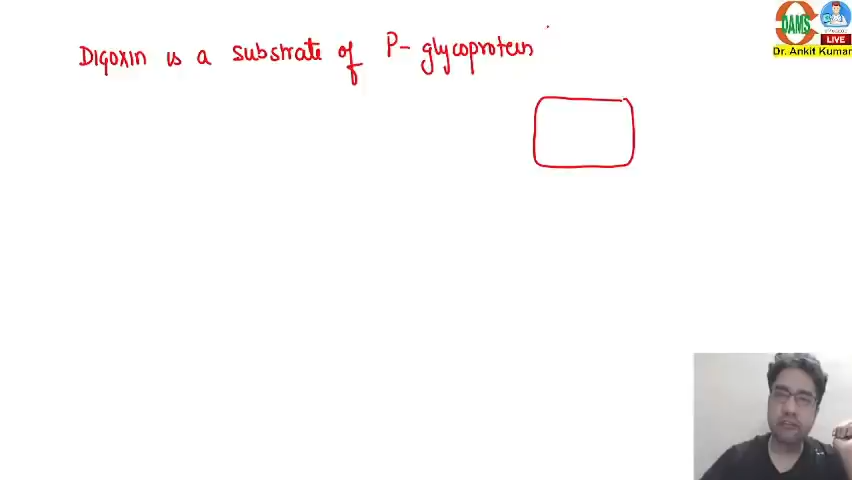 Digoxin is a substrate of P-glycoprotein
DAMS
LIVE
Dr. Ankit Kumar